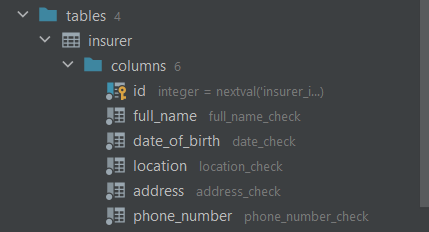 tables 4
insurer
columns 6
id integer = nextval('insurer_i...)
full_name full_name_check
date_of_birth date_check
location location_check
address address_check
phone_number phone_number_check